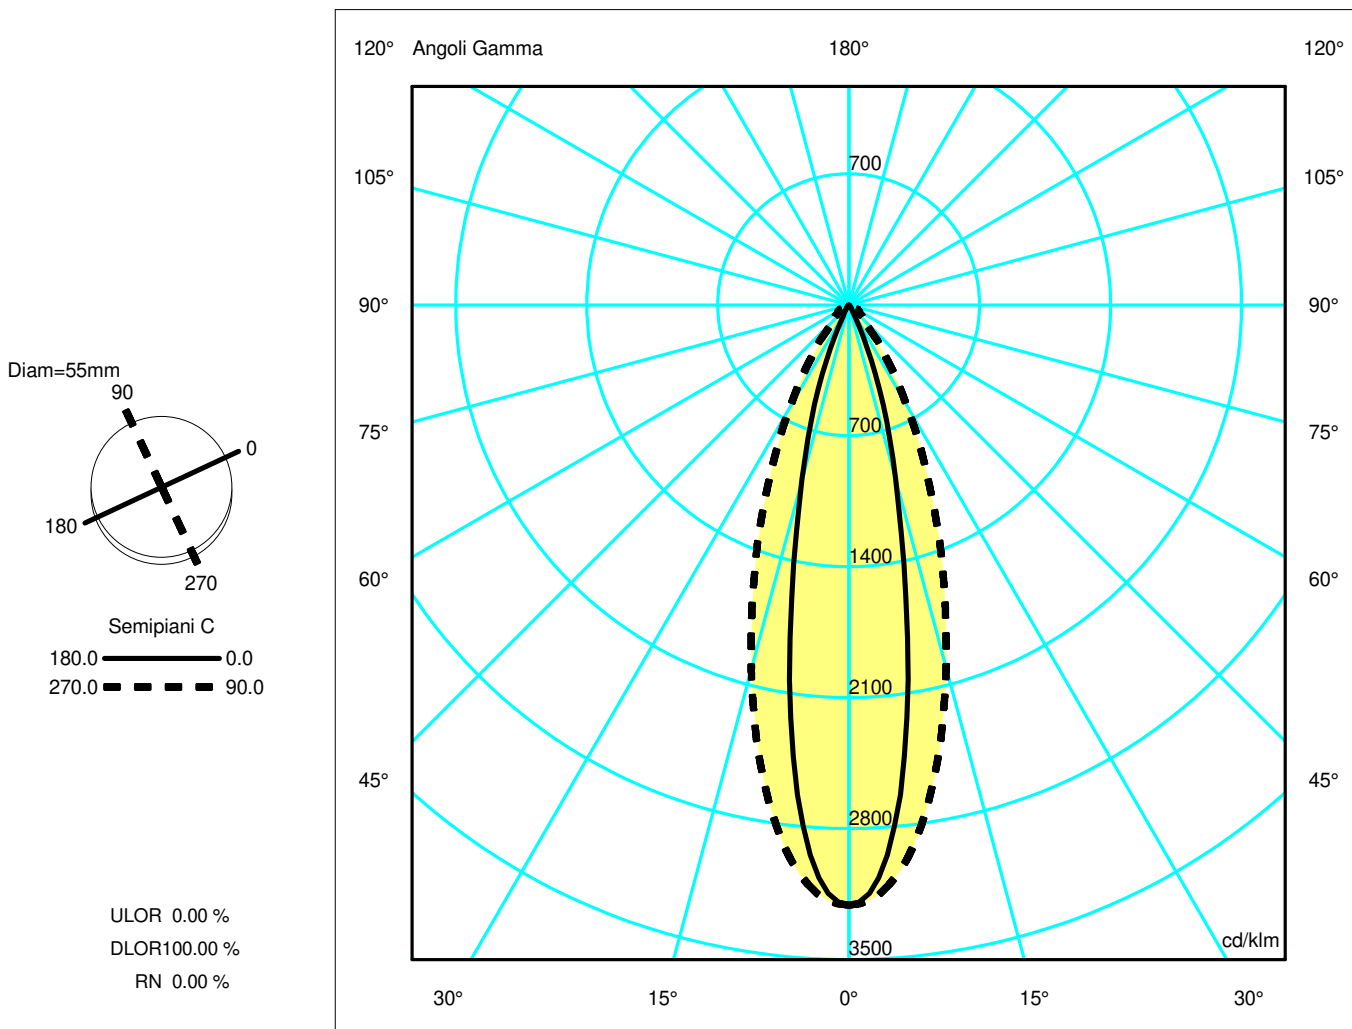 120° Angoli Gamma 180° 120°
700
105° 105°
90° 90°
Diam=55mm
90
0
180
270
700
75° 75°
1400
60° 60°
Semipiani C
180.0 0.0
270.0 90.0
2100
45° 45°
2800
ULOR 0.00 %
DLOR100.00 %
RN 0.00 %
cd/klm
3500
30° 15° 0° 15° 30°